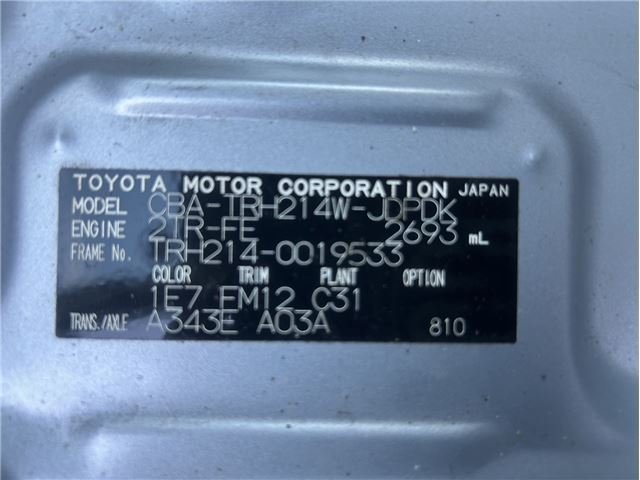 TOYOTA MOTOR CORPORATION JAPAN
MODEL CBA-TRH214W-JDPDK
ENGINE 2TR-FE 2693 mL
FRAME No. TRH214-0019533
COLOR TRIM PLANT OPTION
1E7 FM12 C31
TRANS./AXLE A343E A03A 810